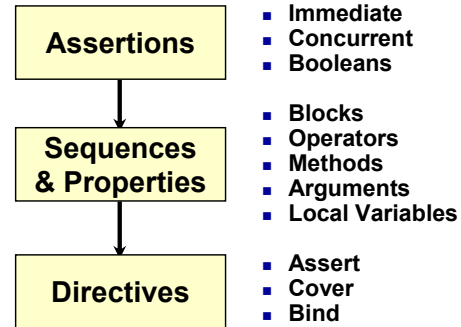 Assertions
Immediate
Concurrent
Booleans
Sequences
& Properties
Blocks
Operators
Methods
Arguments
Local Variables
Directives
Assert
Cover
Bind